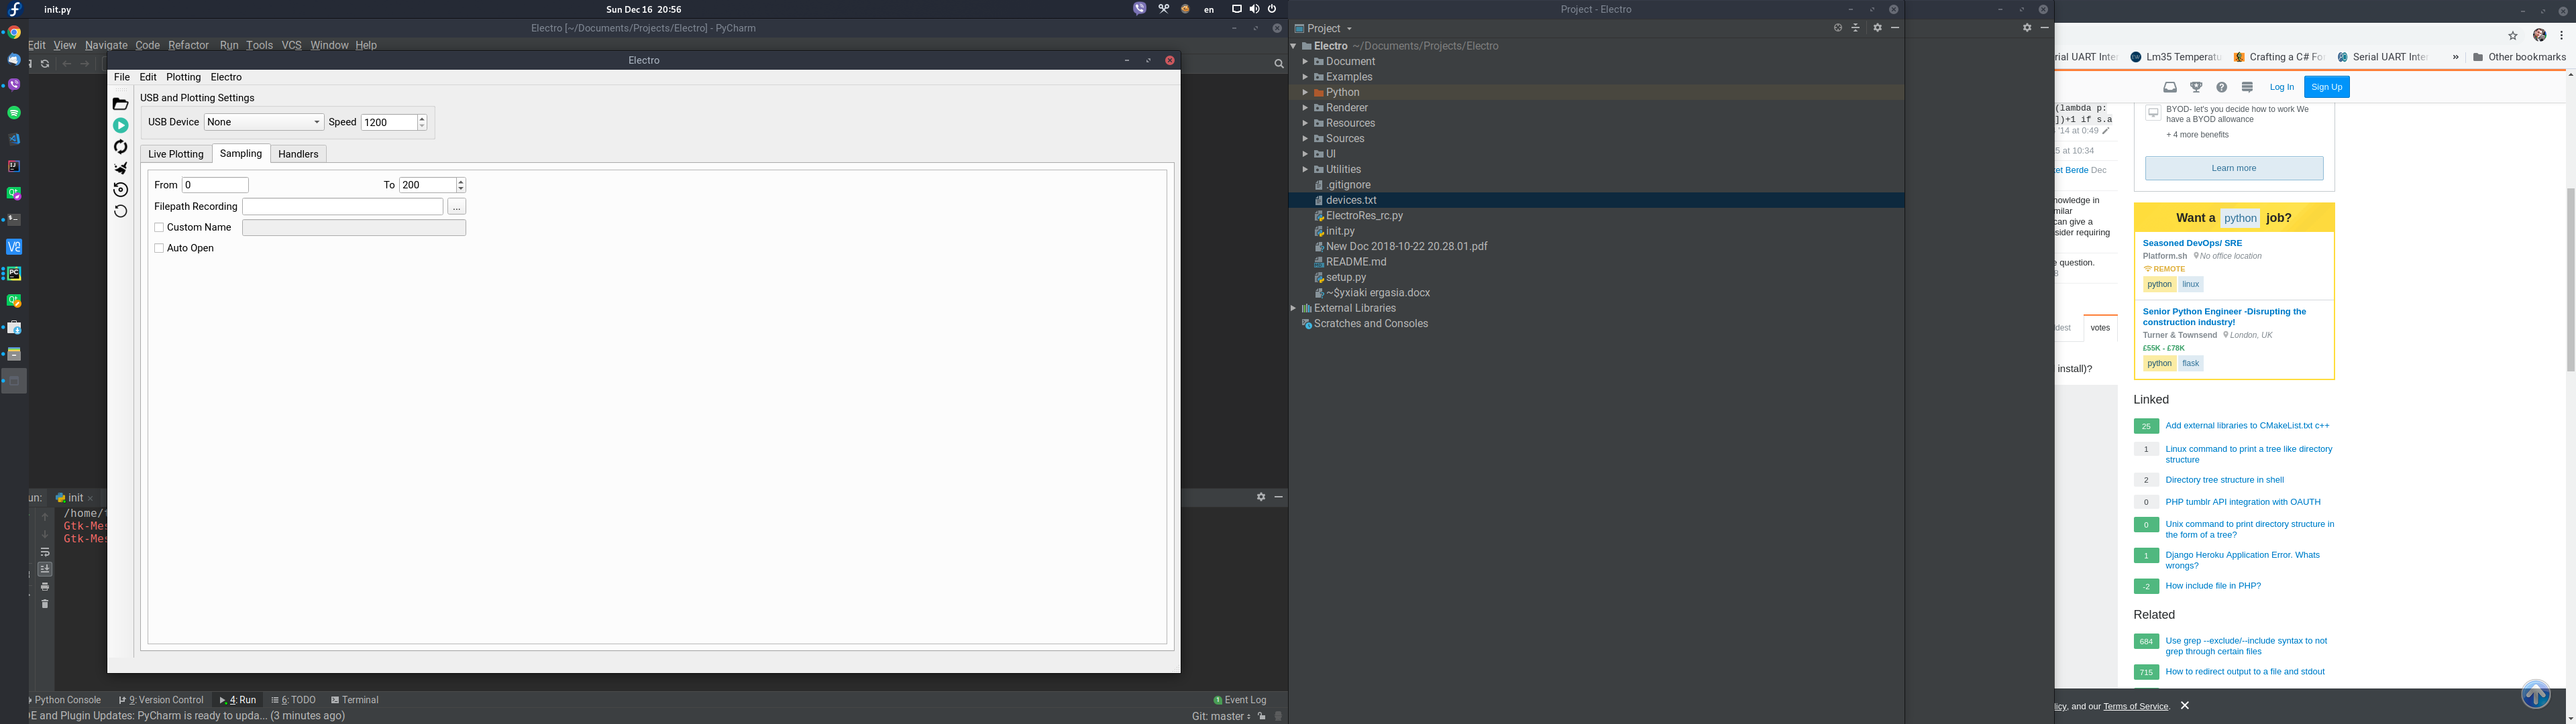 init.py
Sun Dec 16 20:56
en
Electro [~/Documents/Projects/Electro] - PyCharm
Edit View Navigate Code Refactor Run Tools VCS Window Help
Electro
File Edit Plotting Electro
USB and Plotting Settings
USB Device None Speed 1200
Live Plotting Sampling Handlers
From 0 To 200
Filepath Recording ...
Custom Name
Auto Open
un: init
/home/
Gtk-Mes
Gtk-Mes
Python Console 9: Version Control 4: Run 6: TODO Terminal
1 Event Log
DE and Plugin Updates: PyCharm is ready to upda... (3 minutes ago)
Git: master
Project - Electro
Project
Electro ~/Documents/Projects/Electro
Document
Examples
Python
Renderer
Resources
Sources
UI
Utilities
.gitignore
devices.txt
ElectroRes_rc.py
init.py
New Doc 2018-10-22 20.28.01.pdf
README.md
setup.py
~$yxiaki ergasia.docx
External Libraries
Scratches and Consoles
rial UART Inter Lm35 Temperatu Crafting a C# For Serial UART Inter » Other bookmarks
Log In Sign Up
(lambda p:
])+1 if s.a
'14 at 0:49
5 at 10:34
ket Berde Dec
nowledge in
milar
can give a
sider requiring
e question.
8
dest votes
install)?
BYOD- let's you decide how to work We
have a BYOD allowance
+ 4 more benefits
Learn more
Want a python job?
Seasoned DevOps/ SRE
Platform.sh No office location
REMOTE
python linux
Senior Python Engineer -Disrupting the
construction industry!
Turner & Townsend London, UK
£55K - £78K
python flask
Linked
25 Add external libraries to CMakeList.txt c++
1 Linux command to print a tree like directory
structure
2 Directory tree structure in shell
0 PHP tumblr API integration with OAUTH
0 Unix command to print directory structure in
the form of a tree?
1 Django Heroku Application Error. Whats
wrongs?
-2 How include file in PHP?
Related
684 Use grep --exclude/--include syntax to not
grep through certain files
715 How to redirect output to a file and stdout
licy, and our Terms of Service.